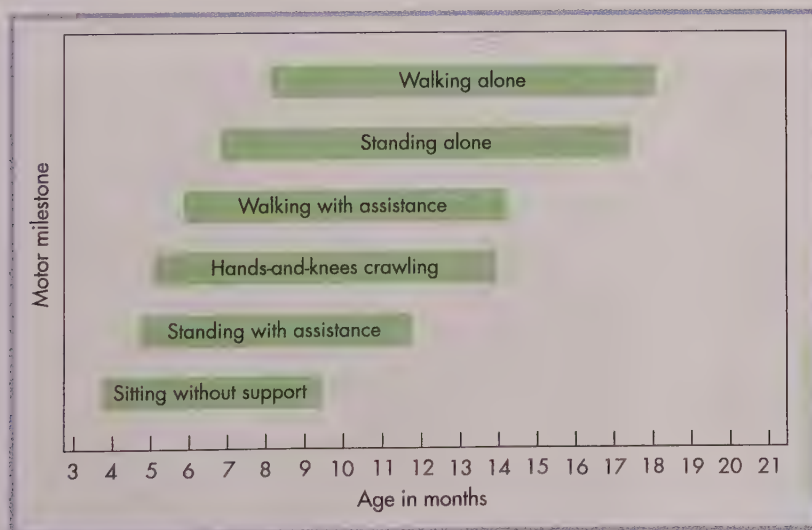 Walking alone
Standing alone
Walking with assistance
Hands-and-knees crawling
Standing with assistance
Sitting without support
Motor milestone
3 4 5 6 7 8 9 10 11 12 13 14 15 16 17 18 19 20 21
Age in months